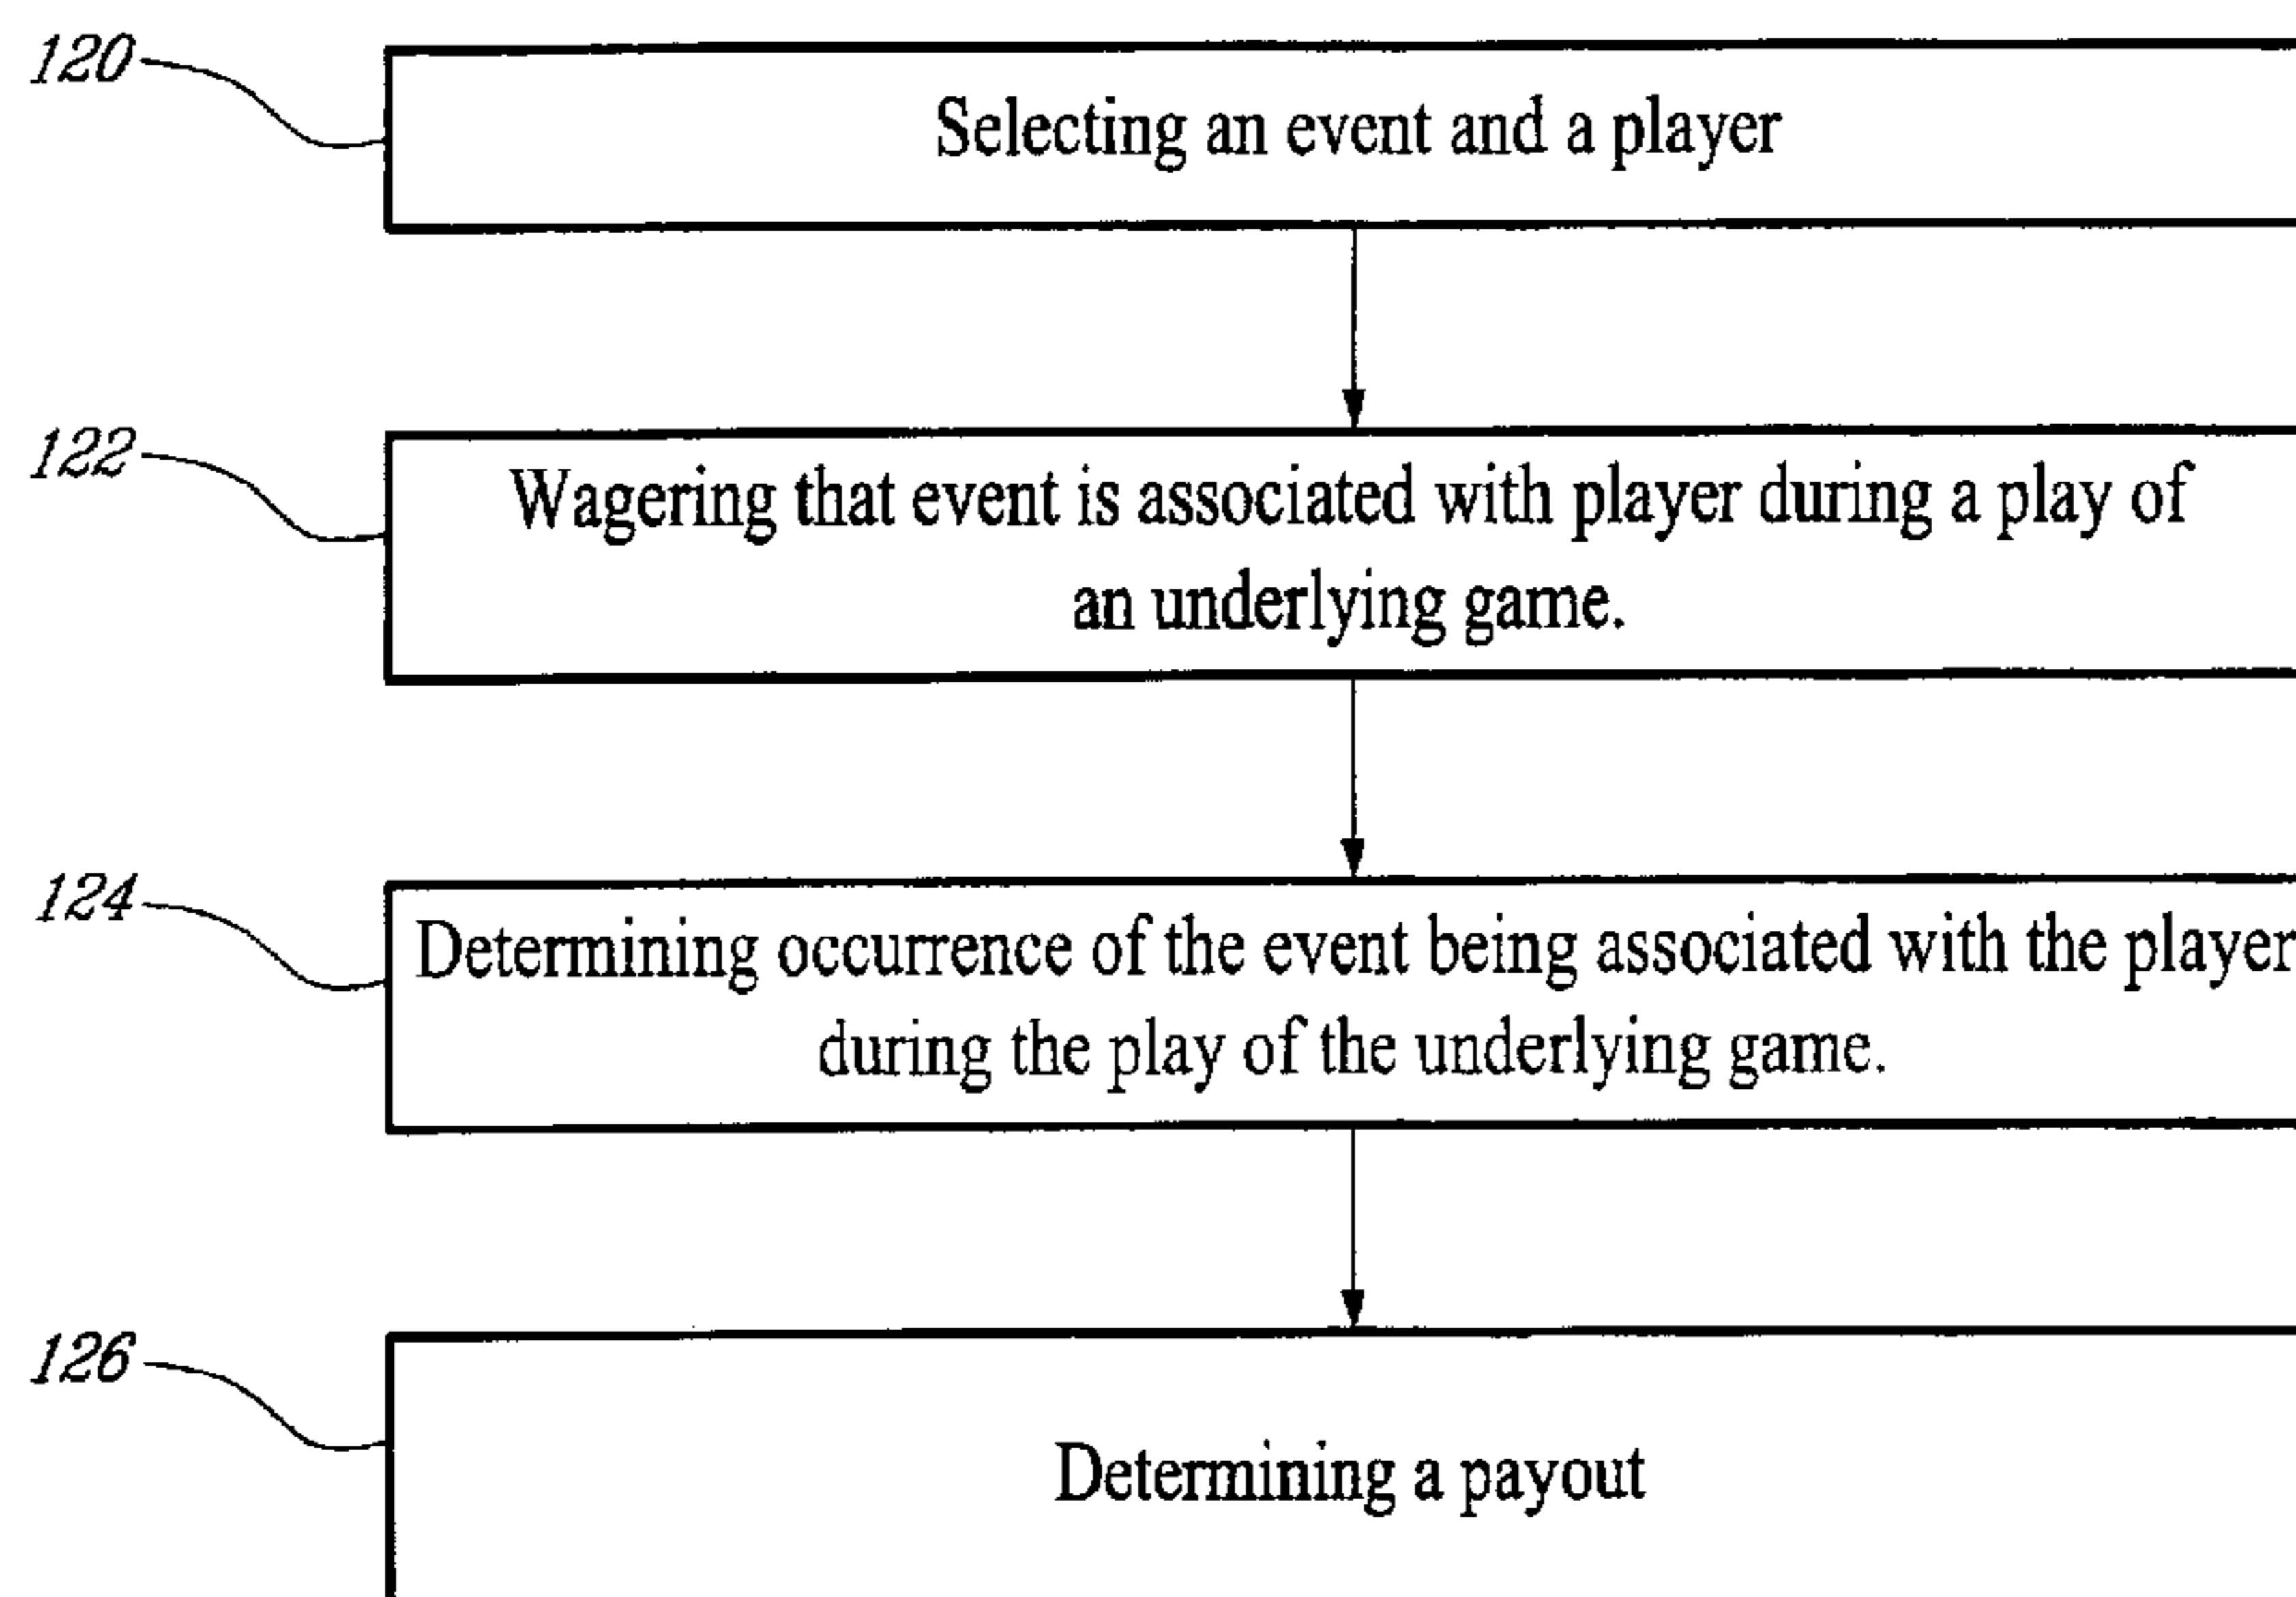 120
Selecting an event and a player
122
Wagering that event is associated with player during a play of
an underlying game.
124
Determining occurrence of the event being associated with the player
during the play of the underlying game.
126
Determining a payout